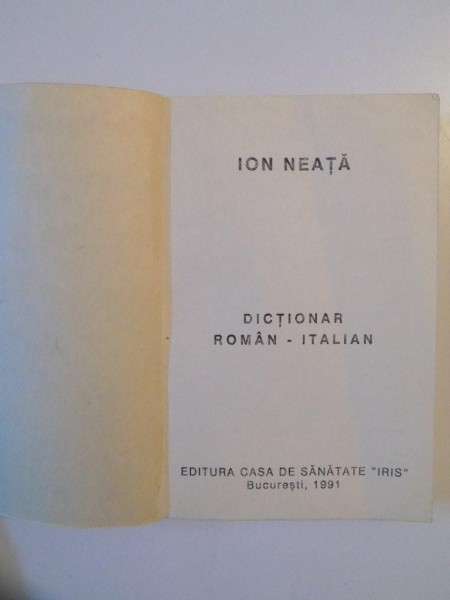 ION NEAȚĂ
DICȚIONAR
ROMÂN - ITALIAN
EDITURA CASA DE SĂNĂTATE "IRIS"
București, 1991